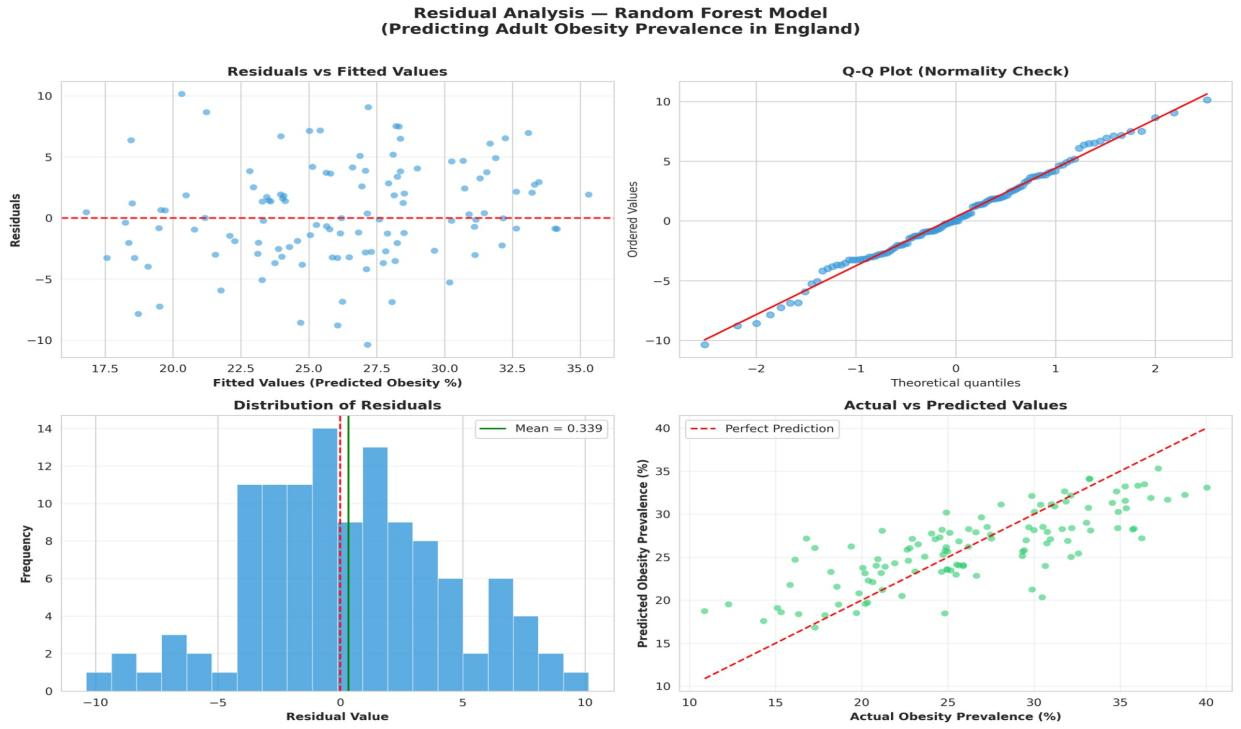 Residual Analysis — Random Forest Model
(Predicting Adult Obesity Prevalence in England)
Residuals vs Fitted Values
10
5
0
−5
−10
Residuals
17.5 20.0 22.5 25.0 27.5 30.0 32.5 35.0
Fitted Values (Predicted Obesity %)
Q-Q Plot (Normality Check)
10
5
0
−5
−10
Ordered Values
−2 −1 0 1 2
Theoretical quantiles
Distribution of Residuals
Mean = 0.339
14
12
10
8
6
4
2
0
Frequency
−10 −5 0 5 10
Residual Value
Actual vs Predicted Values
Perfect Prediction
40
35
30
25
20
15
10
Predicted Obesity Prevalence (%)
10 15 20 25 30 35 40
Actual Obesity Prevalence (%)